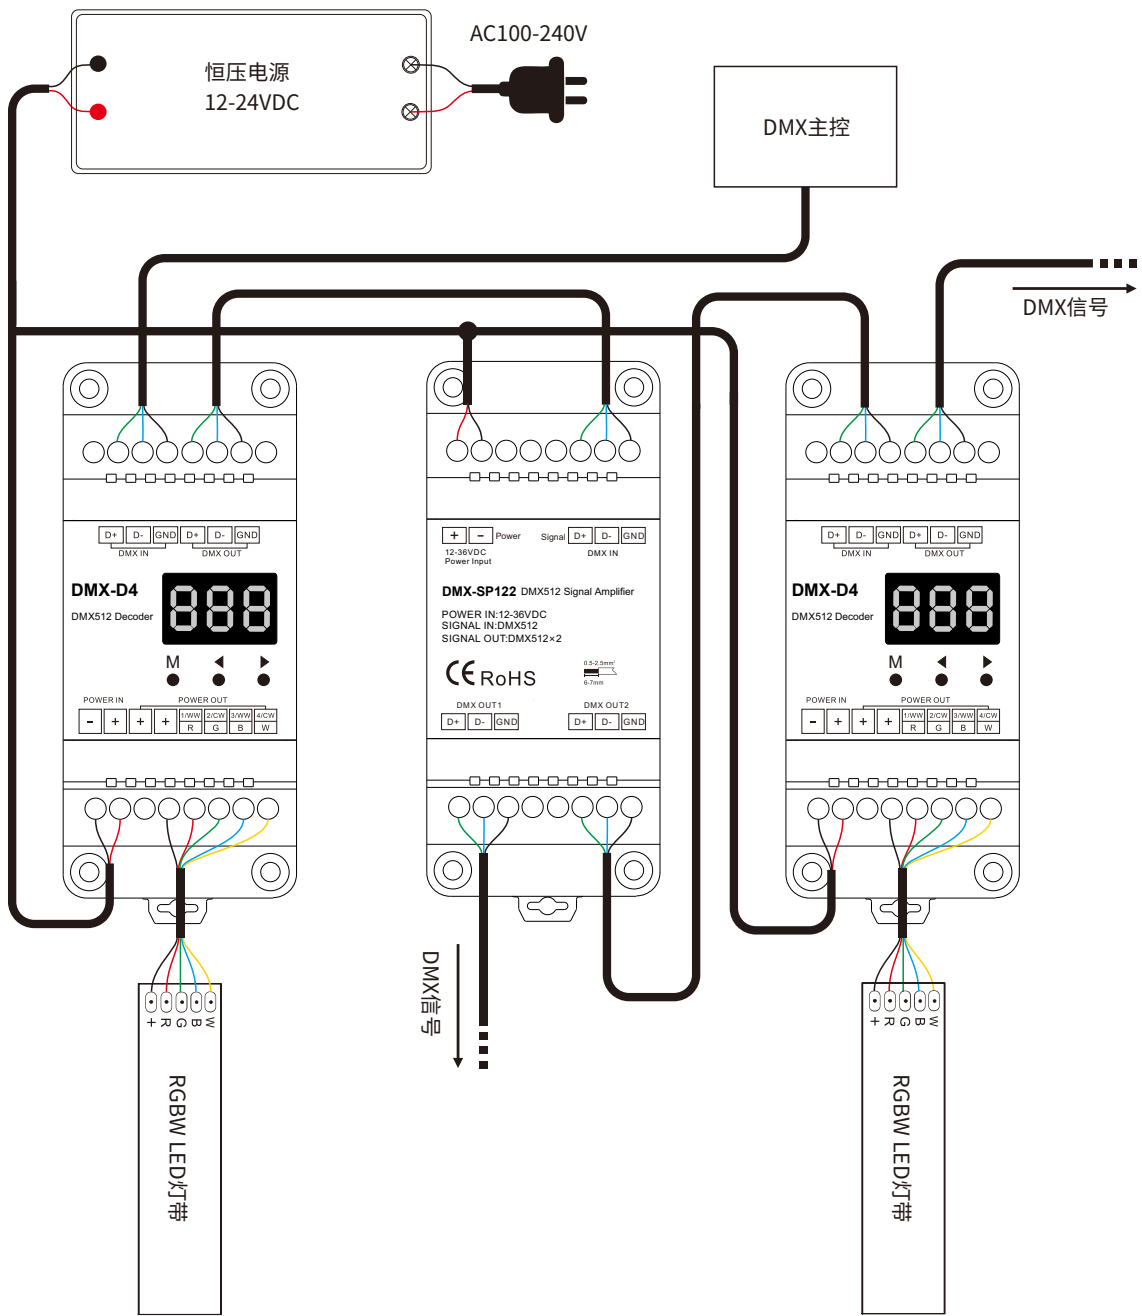 恒压电源
12-24VDC
AC100-240V
DMX主控
DMX信号
D+ D- GND D+ D- GND
DMX IN DMX OUT
DMX-D4
DMX512 Decoder
888
M
POWER IN POWER OUT
- + + + 1/WW 2/CW 3/WW 4/CW
R G B W
+ - Power Signal D+ D- GND
12-36VDC
Power Input
DMX IN
DMX-SP122 DMX512 Signal Amplifier
POWER IN:12-36VDC
SIGNAL IN:DMX512
SIGNAL OUT:DMX512×2
CE RoHS
0.5-2.5mm²
6-7mm
DMX OUT1 DMX OUT2
D+ D- GND D+ D- GND
D+ D- GND D+ D- GND
DMX IN DMX OUT
DMX-D4
DMX512 Decoder
888
M
POWER IN POWER OUT
- + + + 1/WW 2/CW 3/WW 4/CW
R G B W
DMX信号
+ R G B W
RGBW LED灯带
+ R G B W
RGBW LED灯带